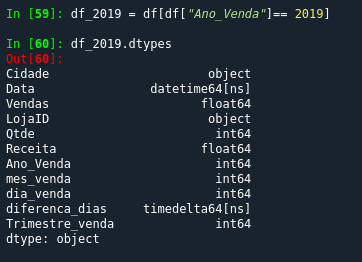 In [59]: df_2019 = df[df["Ano_Venda"]== 2019]
In [60]: df_2019.dtypes
Out[60]:
Cidade object
Data datetime64[ns]
Vendas float64
LojaID object
Qtde int64
Receita float64
Ano_Venda int64
mes_venda int64
dia_venda int64
diferenca_dias timedelta64[ns]
Trimestre_venda int64
dtype: object